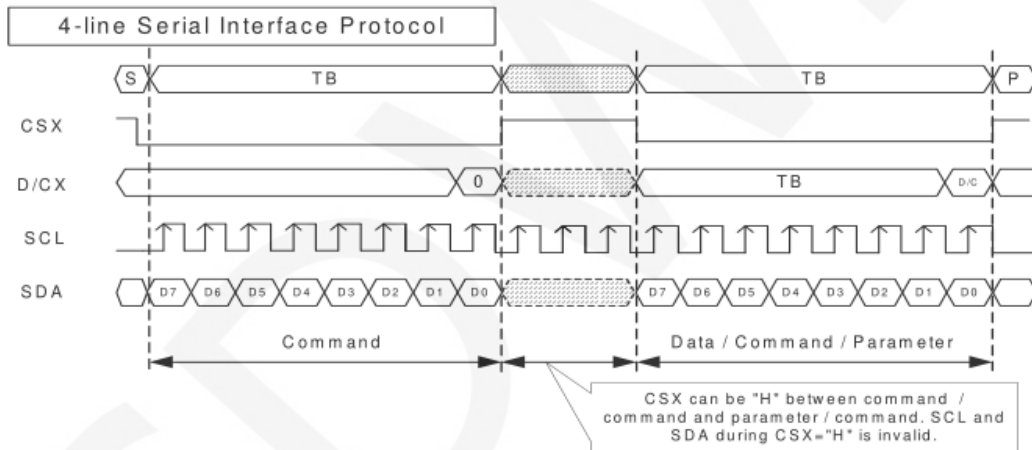 4-line Serial Interface Protocol
S TB TB P
CSX
D/CX 0 TB D/C
SCL
SDA D7 D6 D5 D4 D3 D2 D1 D0 D7 D6 D5 D4 D3 D2 D1 D0
Command Data / Command / Parameter
CSX can be "H" between command /
command and parameter / command. SCL and
SDA during CSX="H" is invalid.